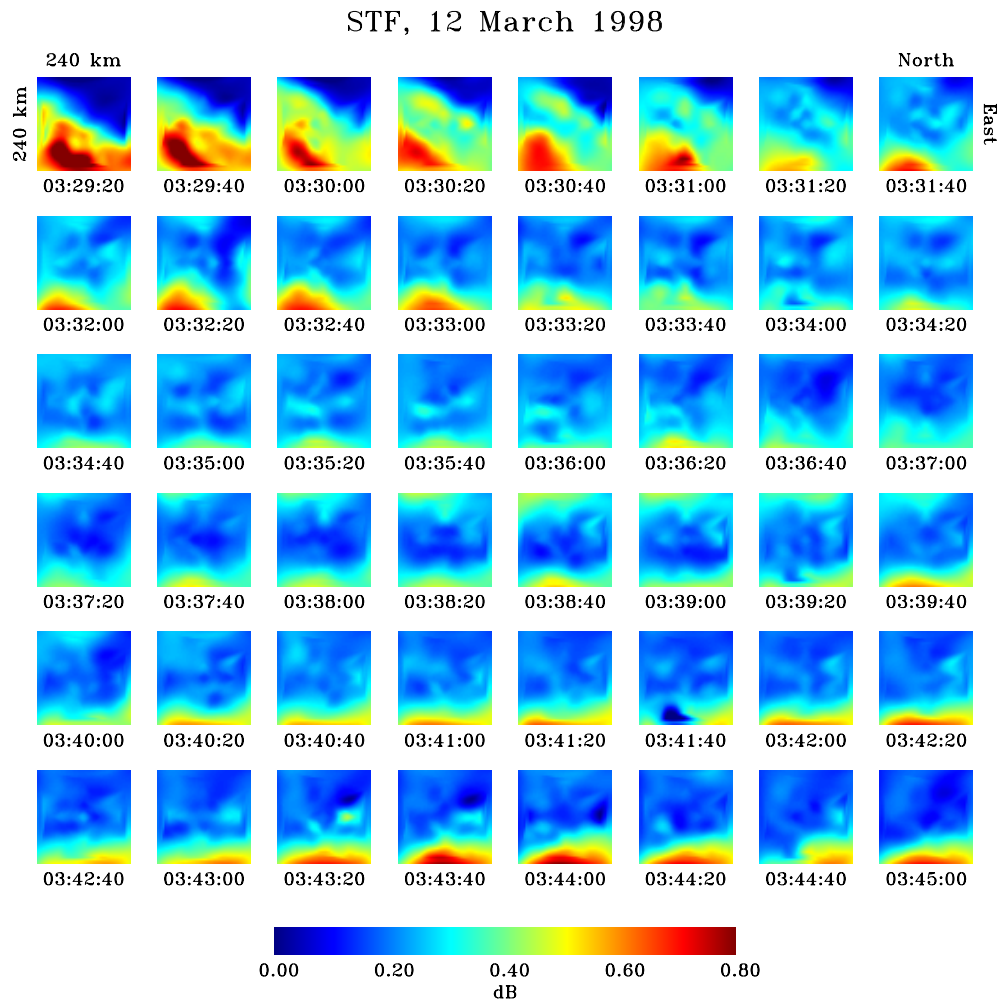 STF, 12 March 1998
240 km North
240 km
East
03:29:20 03:29:40 03:30:00 03:30:20 03:30:40 03:31:00 03:31:20 03:31:40
03:32:00 03:32:20 03:32:40 03:33:00 03:33:20 03:33:40 03:34:00 03:34:20
03:34:40 03:35:00 03:35:20 03:35:40 03:36:00 03:36:20 03:36:40 03:37:00
03:37:20 03:37:40 03:38:00 03:38:20 03:38:40 03:39:00 03:39:20 03:39:40
03:40:00 03:40:20 03:40:40 03:41:00 03:41:20 03:41:40 03:42:00 03:42:20
03:42:40 03:43:00 03:43:20 03:43:40 03:44:00 03:44:20 03:44:40 03:45:00
0.00 0.20 0.40 0.60 0.80
dB